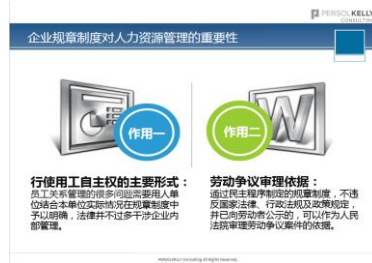 PERSOLKELLY
CONSULTING
企业规章制度对人力资源管理的重要性
作用一
作用二
W
行使用工自主权的主要形式：
员工关系管理的很多问题需要用人单
位结合本单位实际情况在规章制度中
予以明确，法律并不过多干涉企业内
部管理。
劳动争议审理依据：
通过民主程序制定的规章制度，不违
反国家法律、行政法规及政策规定，
并已向劳动者公示的，可以作为人民
法院审理劳动争议案件的依据。
PERSOLKELLY Consulting All Rights Reserved.